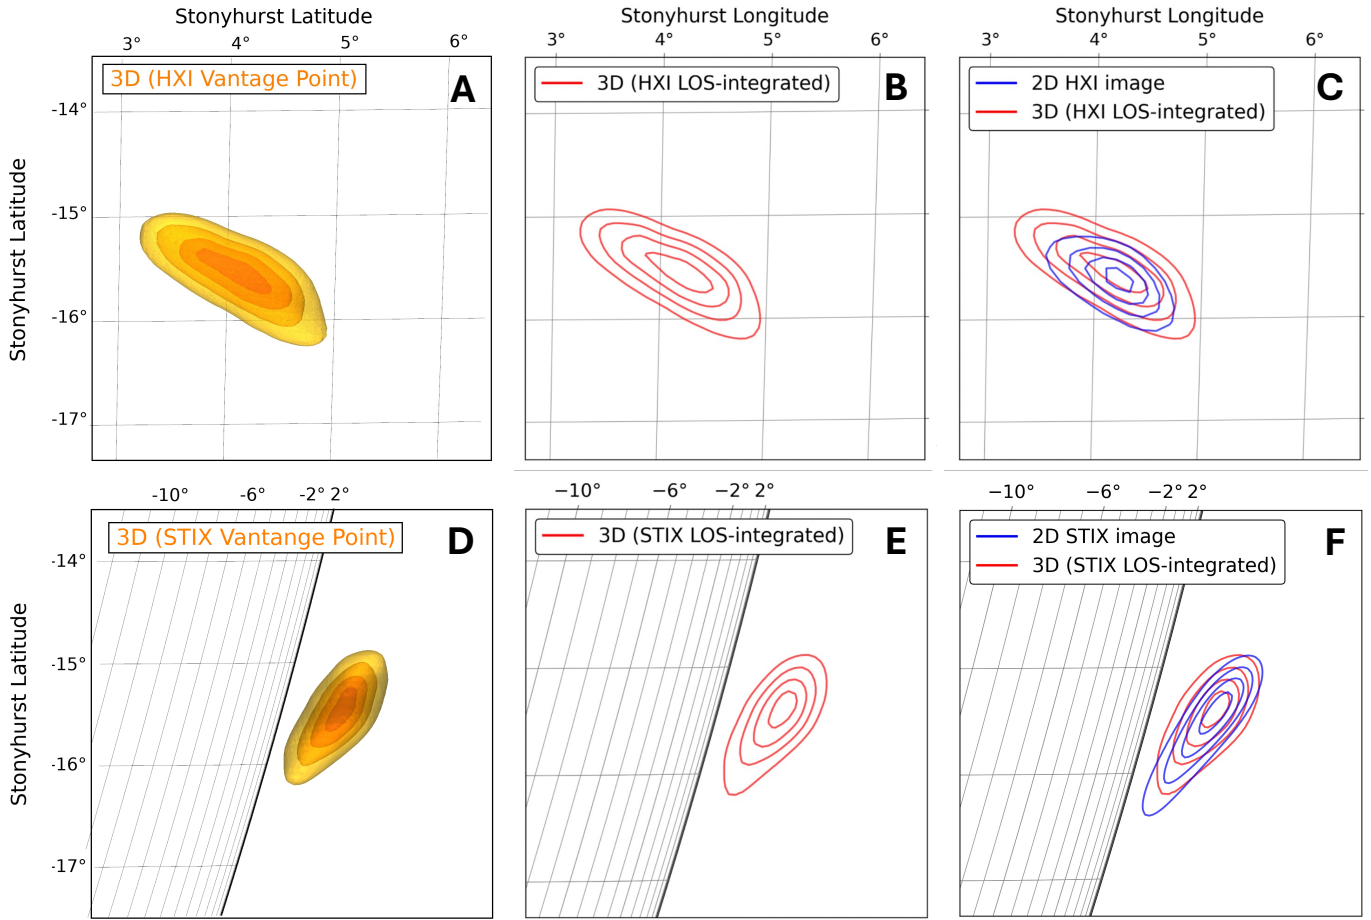 Stonyhurst Latitude
Stonyhurst Longitude
Stonyhurst Longitude
3° 4° 5° 6°
3° 4° 5° 6°
3° 4° 5° 6°
3D (HXI Vantage Point)
A
3D (HXI LOS-integrated)
B
2D HXI image
3D (HXI LOS-integrated)
C
Stonyhurst Latitude
-14°
-15°
-16°
-17°
-10° -6° -2° 2°
−10° −6° −2° 2°
−10° −6° −2° 2°
3D (STIX Vantange Point)
D
3D (STIX LOS-integrated)
E
2D STIX image
3D (STIX LOS-integrated)
F
Stonyhurst Latitude
-14°
-15°
-16°
-17°